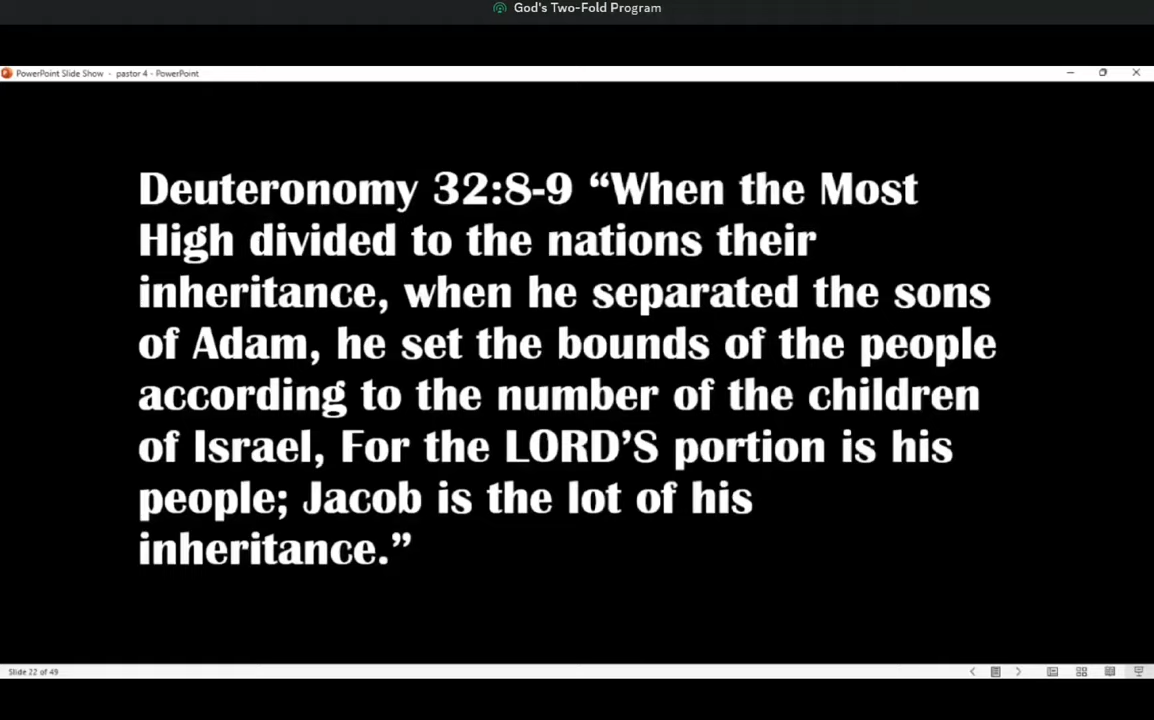 God's Two-Fold Program
PowerPoint Slide Show - pastor 4 - PowerPoint
Deuteronomy 32:8-9 “When the Most
High divided to the nations their
inheritance, when he separated the sons
of Adam, he set the bounds of the people
according to the number of the children
of Israel, For the LORD’S portion is his
people; Jacob is the lot of his
inheritance.”
Slide 22 of 49